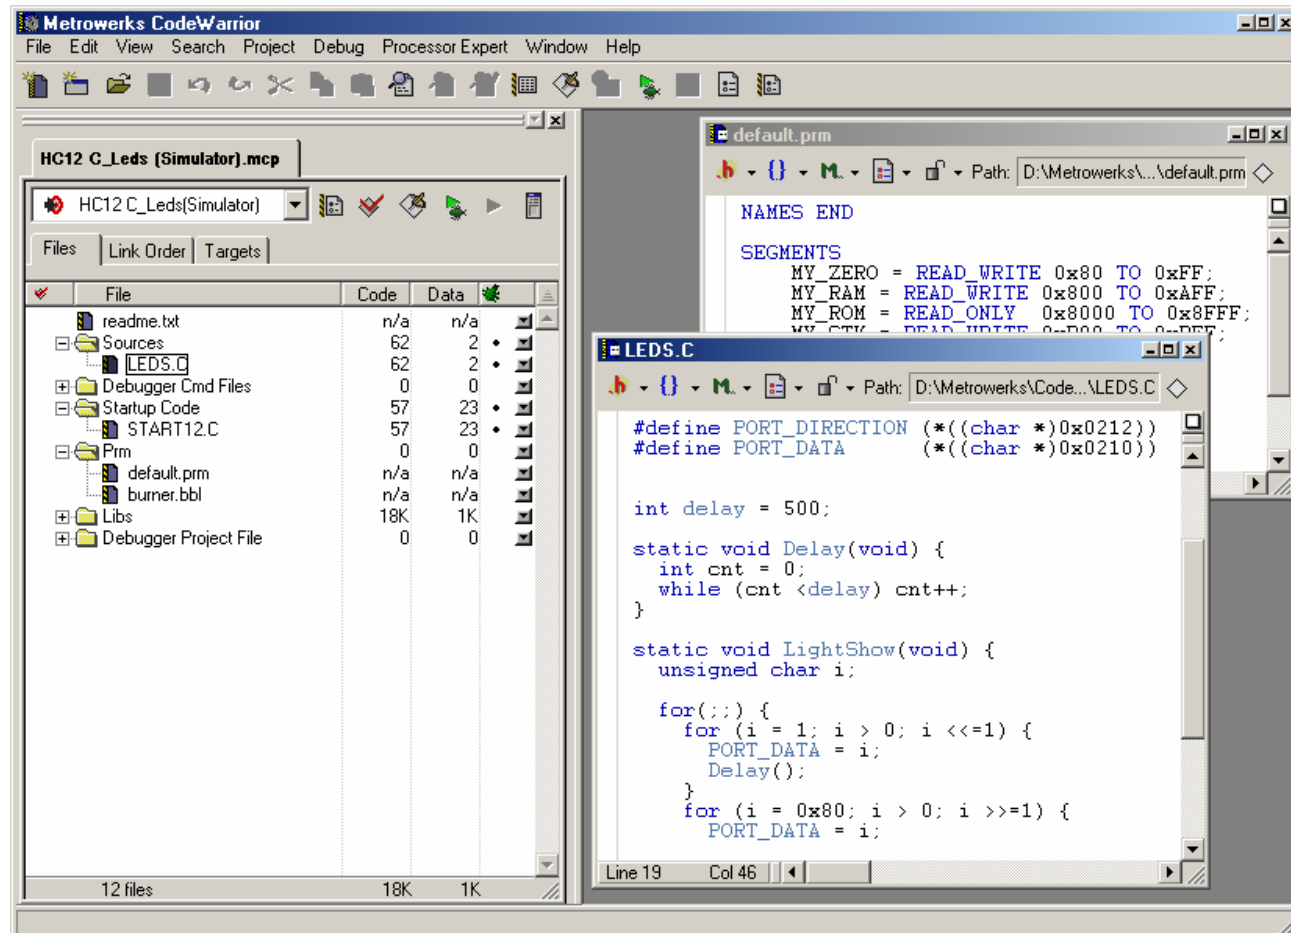 Metrowerks CodeWarrior
File Edit View Search Project Debug Processor Expert Window Help
HC12 C_Leds (Simulator).mcp
HC12 C_Leds(Simulator)
Files Link Order Targets
File Code Data
readme.txt n/a n/a
Sources 62 2
LEDS.C 62 2
Debugger Cmd Files 0 0
Startup Code 57 23
START12.C 57 23
Prm 0 0
default.prm n/a n/a
burner.bbl n/a n/a
Libs 18K 1K
Debugger Project File 0 0
12 files 18K 1K
default.prm
.h {} M.. Path: D:\Metrowerks\...\default.prm
NAMES END
SEGMENTS
MY_ZERO = READ_WRITE 0x80 TO 0xFF;
MY_RAM = READ_WRITE 0x800 TO 0xAFF;
MY_ROM = READ_ONLY 0x8000 TO 0x8FFF;
LEDS.C
.h {} M.. Path: D:\Metrowerks\Code...\LEDS.C
#define PORT_DIRECTION (*((char *)0x0212))
#define PORT_DATA (*((char *)0x0210))
int delay = 500;
static void Delay(void) {
int cnt = 0;
while (cnt <delay) cnt++;
}
static void LightShow(void) {
unsigned char i;
for(;;) {
for (i = 1; i > 0; i <<=1) {
PORT_DATA = i;
Delay();
}
for (i = 0x80; i > 0; i >>=1) {
PORT_DATA = i;
Line 19 Col 46